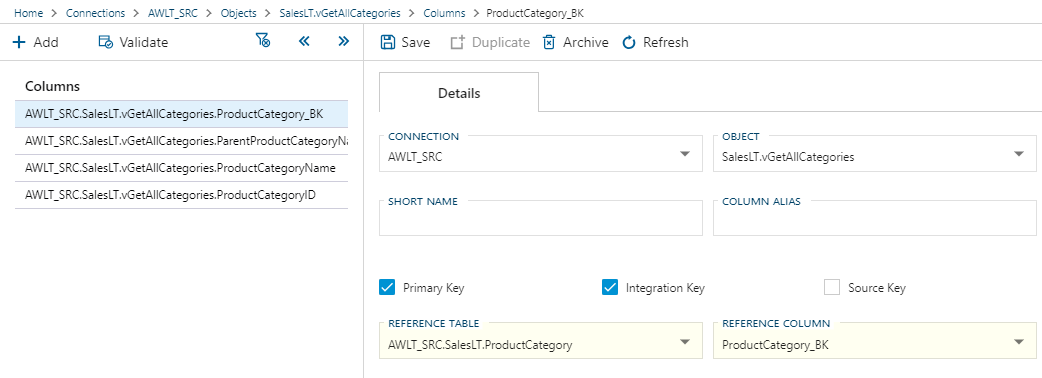 Home > Connections > AWLT_SRC > Objects > SalesLT.vGetAllCategories > Columns > ProductCategory_BK
Add Validate Save Duplicate Archive Refresh
Columns
AWLT_SRC.SalesLT.vGetAllCategories.ProductCategory_BK
AWLT_SRC.SalesLT.vGetAllCategories.ParentProductCategoryNa
AWLT_SRC.SalesLT.vGetAllCategories.ProductCategoryName
AWLT_SRC.SalesLT.vGetAllCategories.ProductCategoryID
Details
CONNECTION OBJECT
AWLT_SRC SalesLT.vGetAllCategories
SHORT NAME COLUMN ALIAS
Primary Key Integration Key Source Key
REFERENCE TABLE REFERENCE COLUMN
AWLT_SRC.SalesLT.ProductCategory ProductCategory_BK